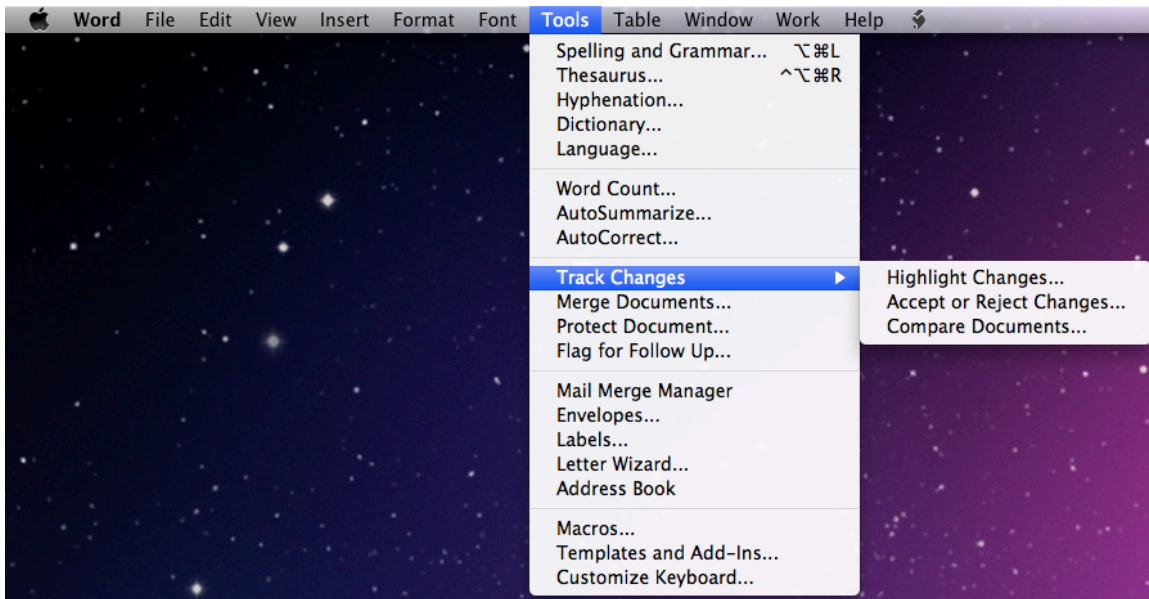 Word File Edit View Insert Format Font Tools Table Window Work Help
Spelling and Grammar... ⌥⌘L
Thesaurus... ^⌥⌘R
Hyphenation...
Dictionary...
Language...
Word Count...
AutoSummarize...
AutoCorrect...
Track Changes ▶
Merge Documents...
Protect Document...
Flag for Follow Up...
Mail Merge Manager
Envelopes...
Labels...
Letter Wizard...
Address Book
Macros...
Templates and Add-Ins...
Customize Keyboard...
Highlight Changes...
Accept or Reject Changes...
Compare Documents...